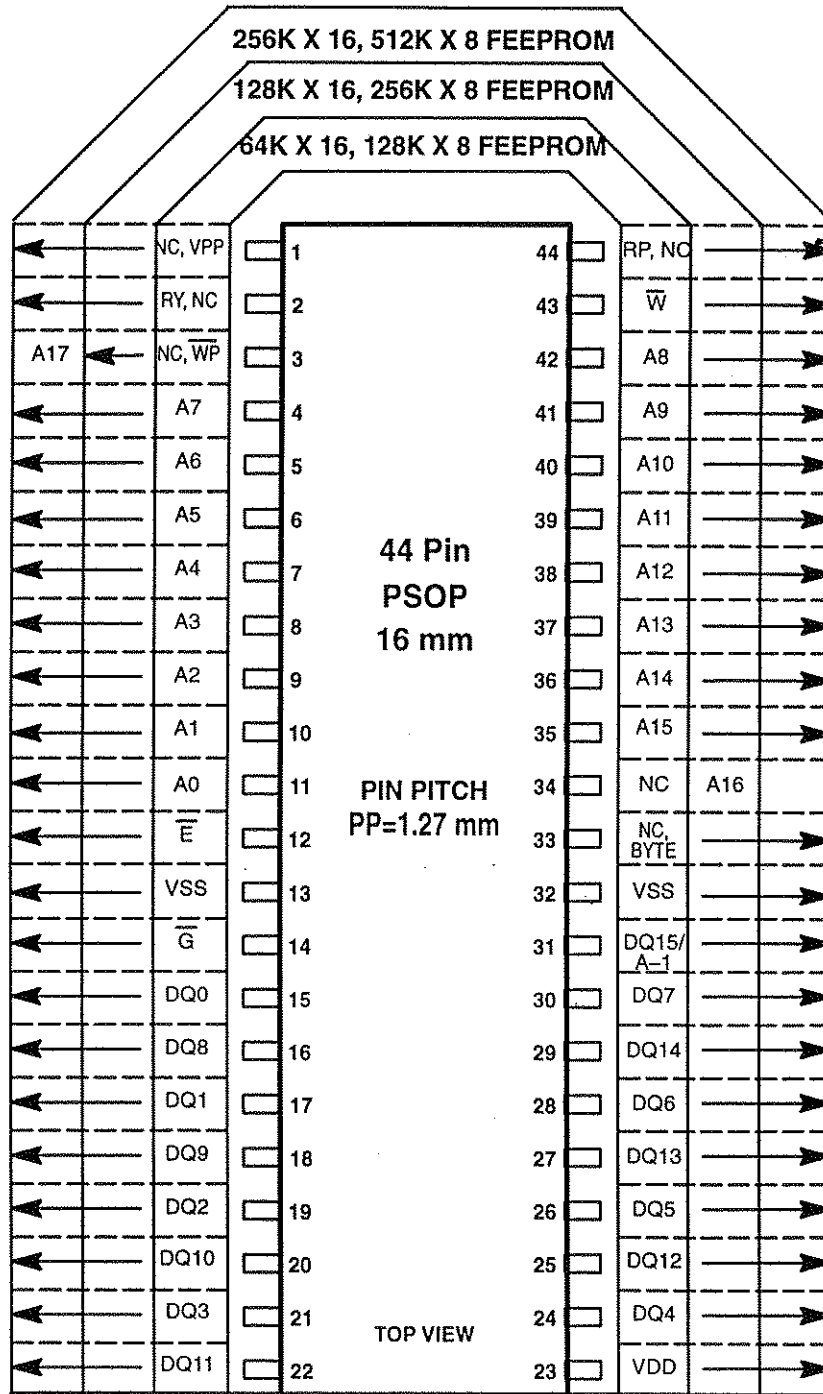 256K X 16, 512K X 8 FEEPROM
128K X 16, 256K X 8 FEEPROM
64K X 16, 128K X 8 FEEPROM
NC, VPP 1 44 RP, NC
RY, NC 2 43 W̅
A17 NC, W̅P̅ 3 42 A8
A7 4 41 A9
A6 5 40 A10
A5 6 39 A11
A4 7 38 A12
A3 8 37 A13
A2 9 36 A14
A1 10 35 A15
A0 11 34 NC A16
E̅ 12 33 NC, BYTE
VSS 13 32 VSS
G̅ 14 31 DQ15/ A–1
DQ0 15 30 DQ7
DQ8 16 29 DQ14
DQ1 17 28 DQ6
DQ9 18 27 DQ13
DQ2 19 26 DQ5
DQ10 20 25 DQ12
DQ3 21 24 DQ4
DQ11 22 23 VDD
44 Pin
PSOP
16 mm
PIN PITCH
PP=1.27 mm
TOP VIEW